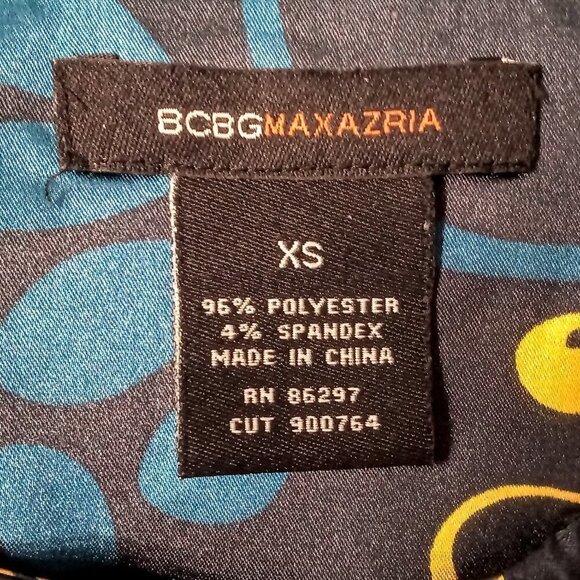 BCBGMAXAZRIA
XS
96% POLYESTER
4% SPANDEX
MADE IN CHINA
RN 86297
CUT 900764